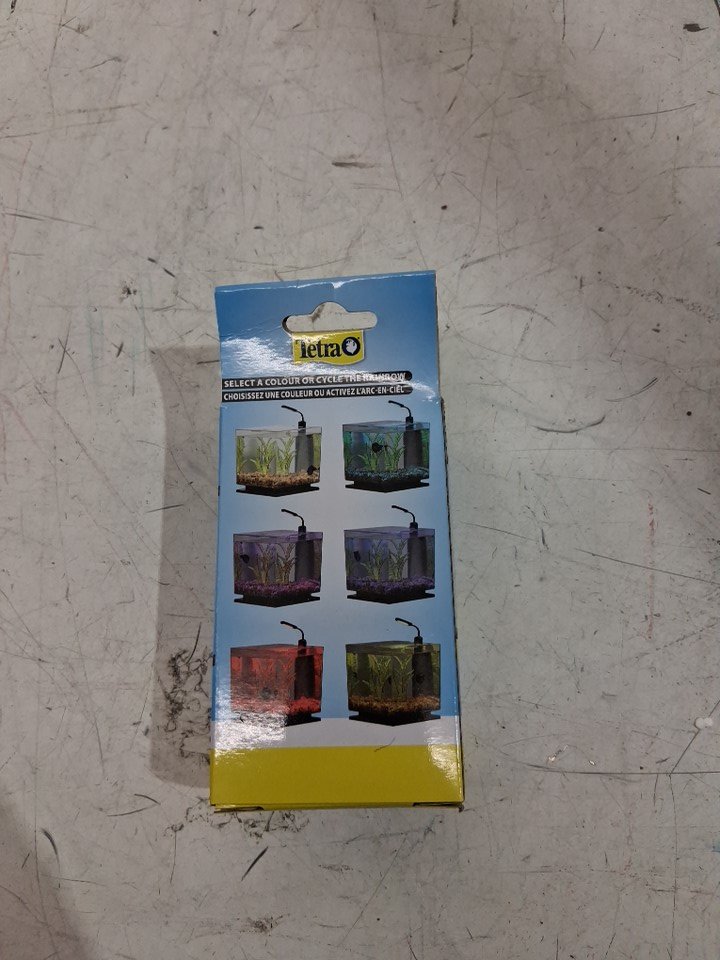 Tetra
SELECT A COLOUR OR CYCLE THE RAINBOW
CHOISISSEZ UNE COULEUR OU ACTIVEZ L'ARC-EN-CIEL